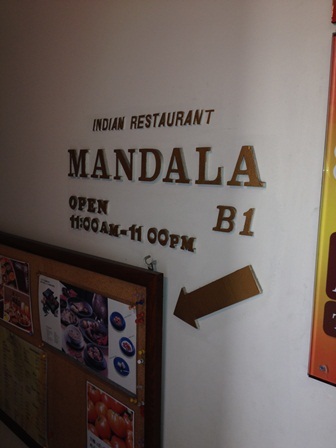 INDIAN RESTAURANT
MANDALA
OPEN
B1
11:00AM-11 00PM